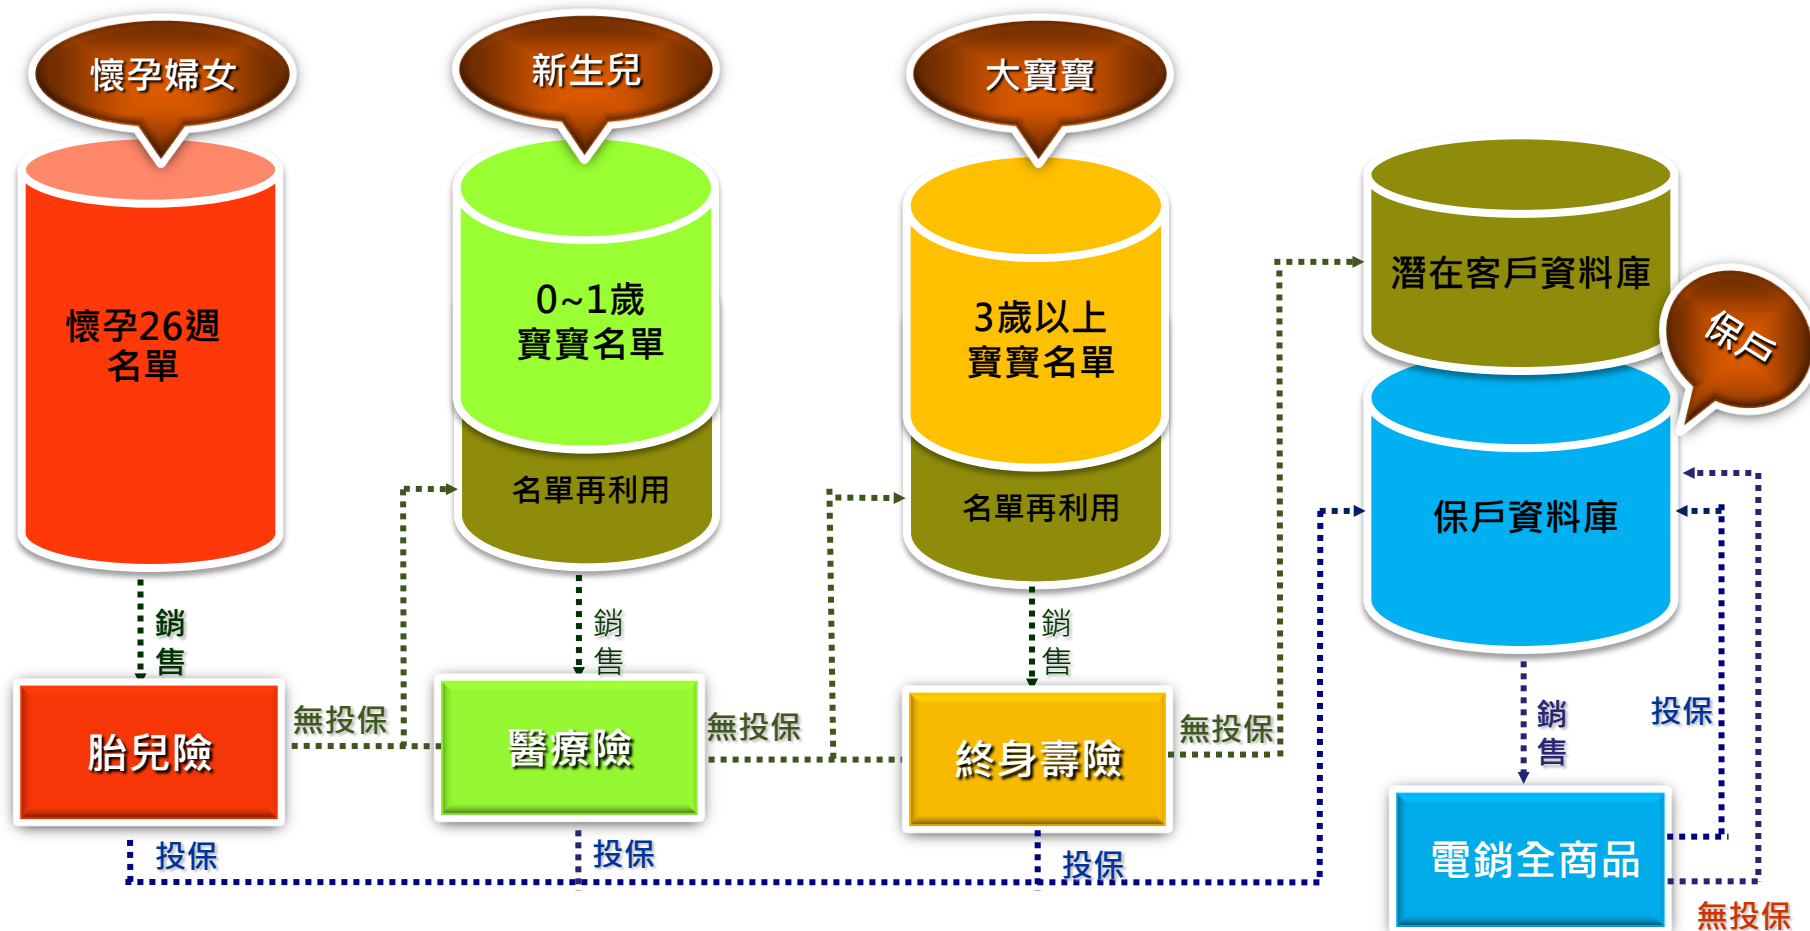 懷孕婦女
新生兒
大寶寶
懷孕26週
名單
0~1歲
寶寶名單
名單再利用
3歲以上
寶寶名單
名單再利用
潛在客戶資料庫
保戶
保戶資料庫
銷
售
銷
售
銷
售
銷
售
胎兒險
無投保
醫療險
無投保
終身壽險
無投保
投保
電銷全商品
投保
投保
投保
無投保